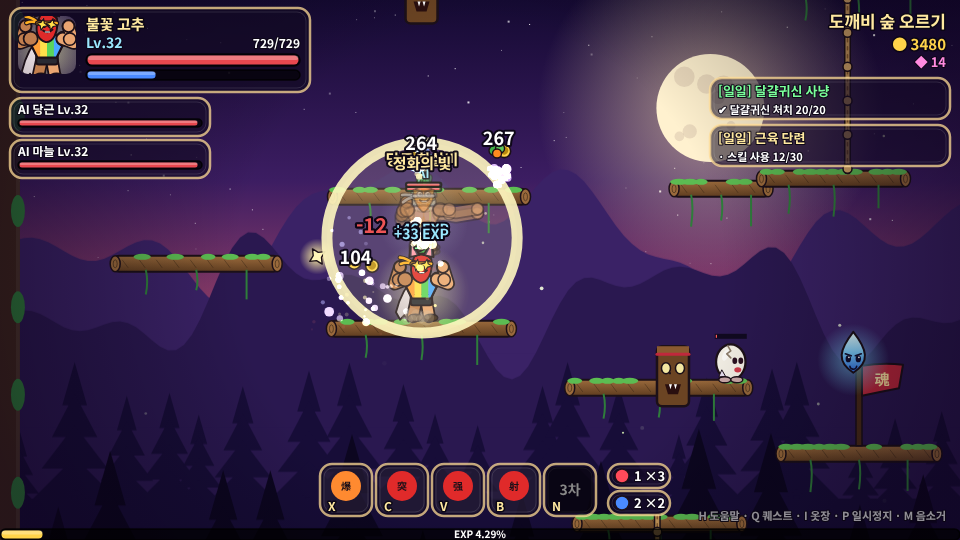 불꽃 고추
Lv.32
729/729
AI 당근 Lv.32
AI 마늘 Lv.32
도깨비 숲 오르기
3480
14
[일일] 달걀귀신 사냥
✔ 달걀귀신 처치 20/20
[일일] 근육 단련
· 스킬 사용 12/30
264
267
정화의 빛
-12
+33 EXP
104
魂
爆
X
突
C
强
V
射
B
3차
N
1 ×3
2 ×2
H 도움말 · Q 퀘스트 · I 옷장 · P 일시정지 · M 음소거
EXP 4.29%